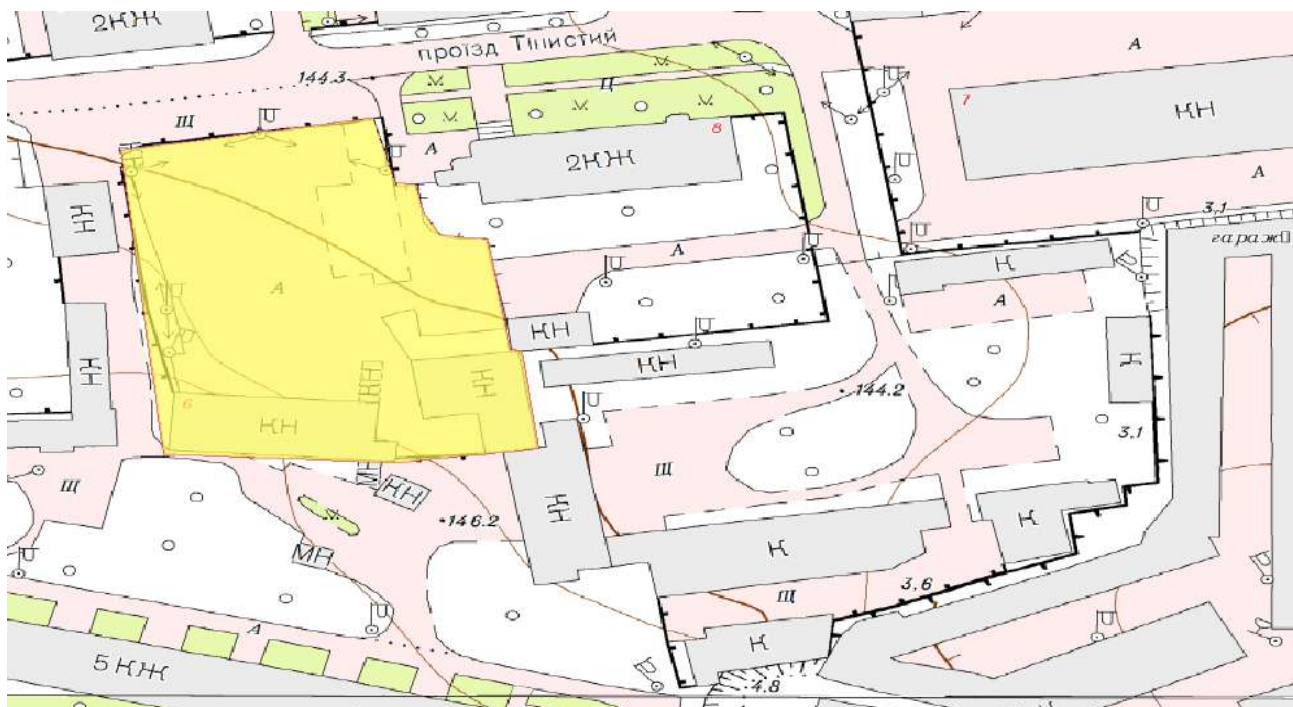 2КЖ
проїзд Тінистий
А
144.3
Ц
7
КН
Щ
8
А
2КЖ
А
3,1
КН
гараж
А
К
А
А
КН
КН
К
КН
КН
КН
144.2
6
КН
3,1
Щ
Щ
КН
МН
КН
К
146.2
К
МН
3,6
Щ
А
К
5КЖ
4.8